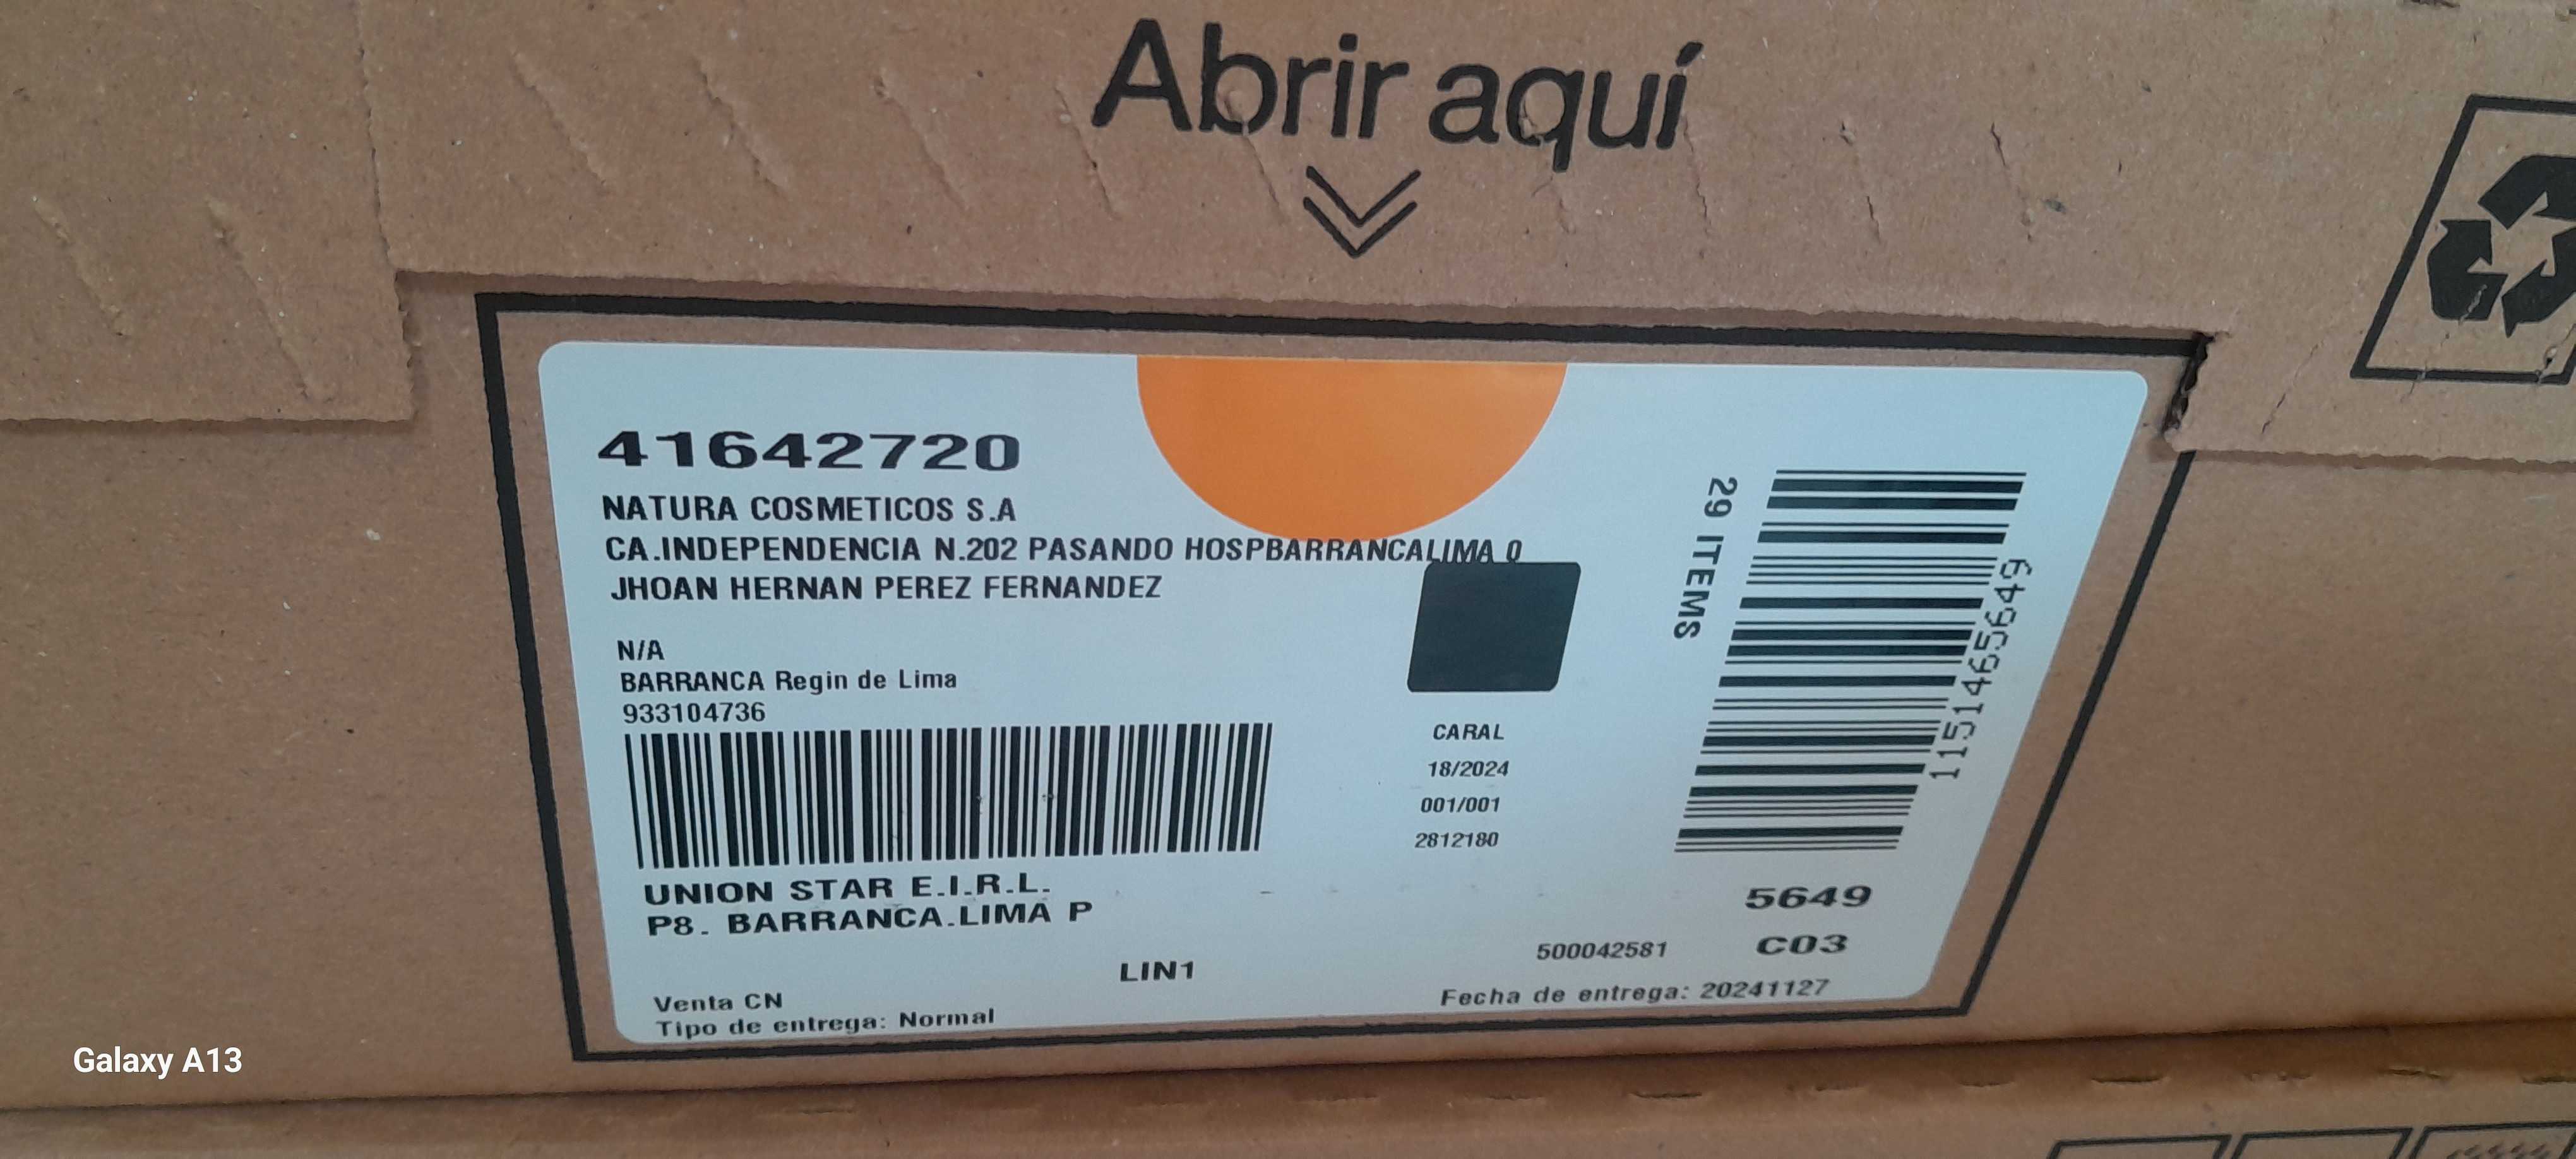 Abrir aquí
41642720
NATURA COSMETICOS S.A
CA.INDEPENDENCIA N.202 PASANDO HOSPBARRANCALIMA 0
JHOAN HERNAN PEREZ FERNANDEZ
N/A
BARRANCA Regin de Lima
933104736
UNION STAR E.I.R.L.
P8. BARRANCA.LIMA P
LIN1
Venta CN
Tipo de entrega: Normal
CARAL
18/2024
001/001
2812180
29 ITEMS
115146565649
5649
C03
500042581
Fecha de entrega: 20241127
Galaxy A13